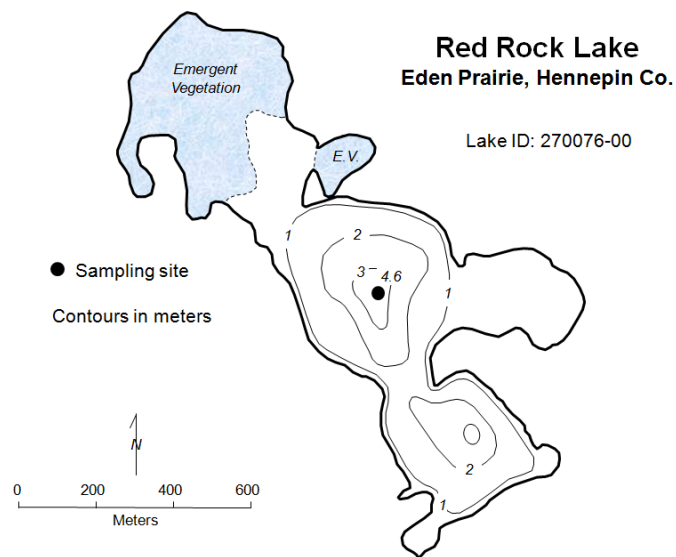 Red Rock Lake
Eden Prairie, Hennepin Co.
Lake ID: 270076-00
Emergent
Vegetation
E.V.
1
2
3
4.6
1
Sampling site
Contours in meters
2
1
N
0 200 400 600
Meters